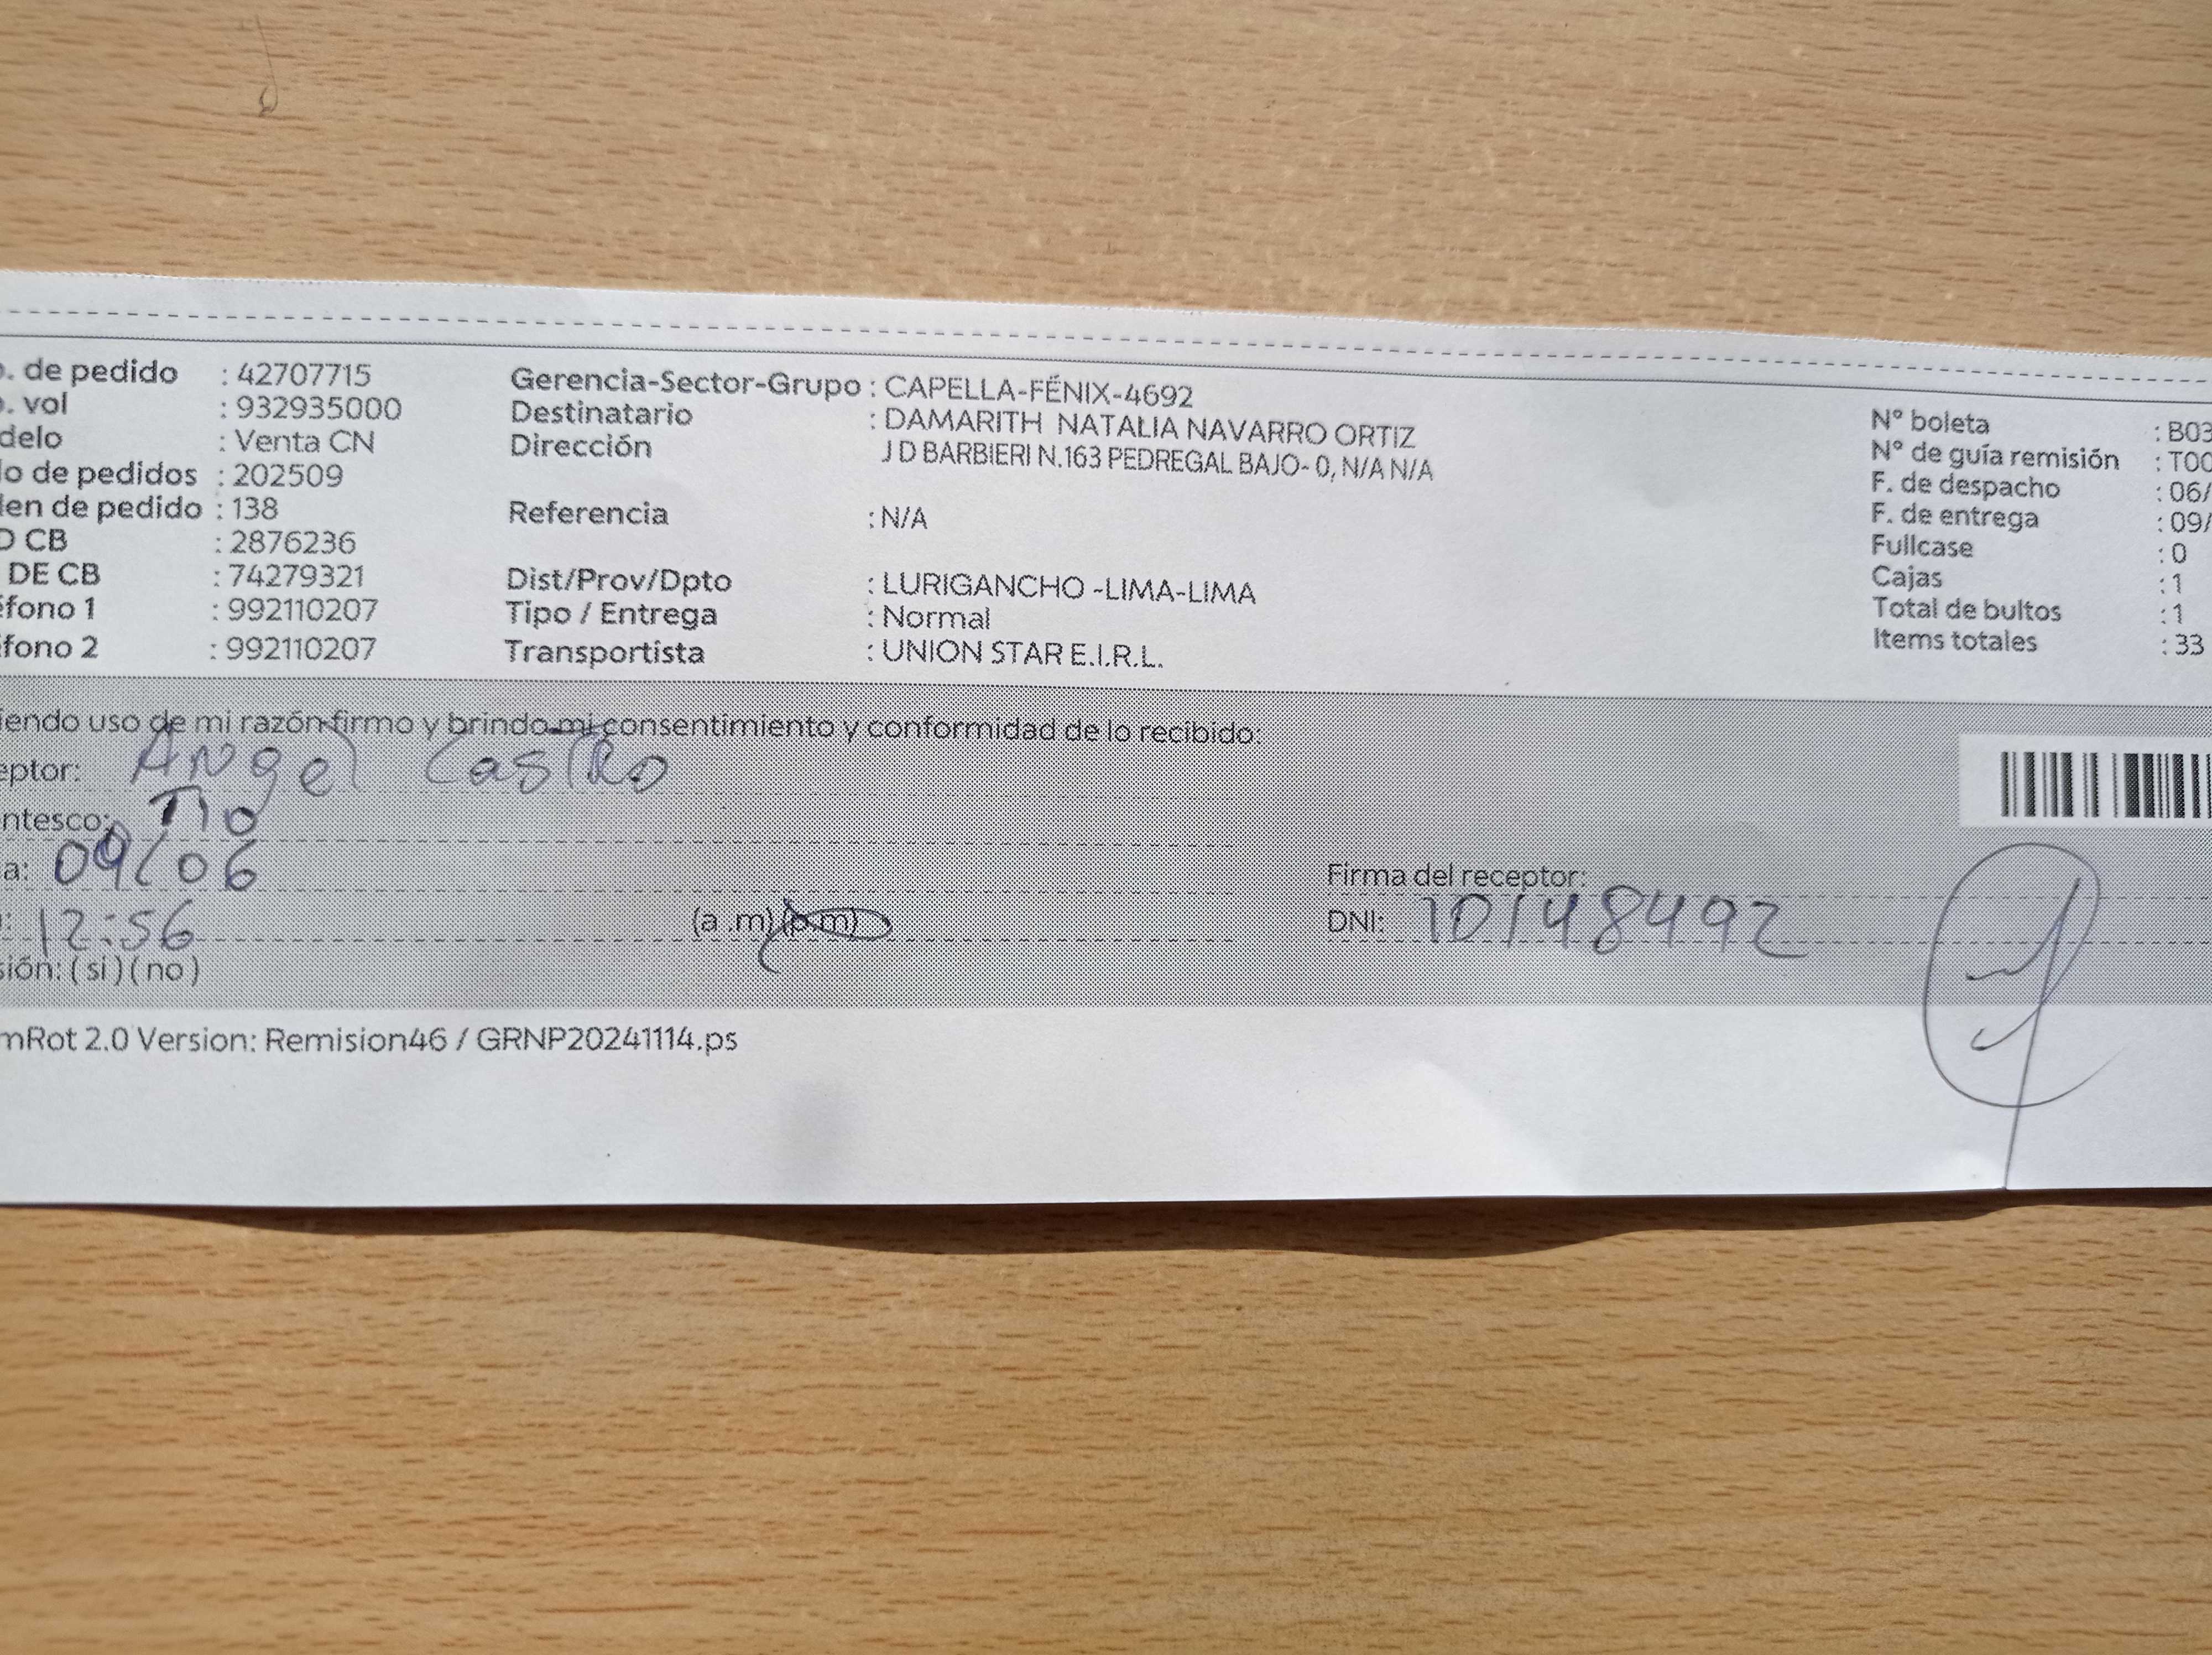 . de pedido : 42707715
. vol : 932935000
delo : Venta CN
lo de pedidos : 202509
en de pedido : 138
D CB : 2876236
DE CB : 74279321
fono 1 : 992110207
fono 2 : 992110207
Gerencia-Sector-Grupo : CAPELLA-FÉNIX-4692
Destinatario : DAMARITH NATALIA NAVARRO ORTIZ
Dirección J D BARBIERI N.163 PEDREGAL BAJO- 0, N/A N/A
Referencia : N/A
Dist/Prov/Dpto : LURIGANCHO -LIMA-LIMA
Tipo / Entrega : Normal
Transportista : UNION STAR E.I.R.L.
N° boleta : B03
N° de guía remisión : T00
F. de despacho : 06/
F. de entrega : 09/
Fullcase : 0
Cajas : 1
Total de bultos : 1
Items totales : 33
iendo uso de mi razón firmo y brindo mi consentimiento y conformidad de lo recibido:
eptor: Angel Castro
ntesco: Tio
a: 09/06
: 12:56 (a .m) (p.m)
sión: ( si ) ( no )
Firma del receptor:
DNI: 10148492
mRot 2.0 Version: Remision46 / GRNP20241114.ps